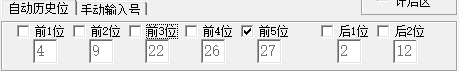 计后区
自动历史位 手动输入号
前1位 前2位 前3位 前4位 前5位 后1位 后2位
4 9 22 26 27 2 12